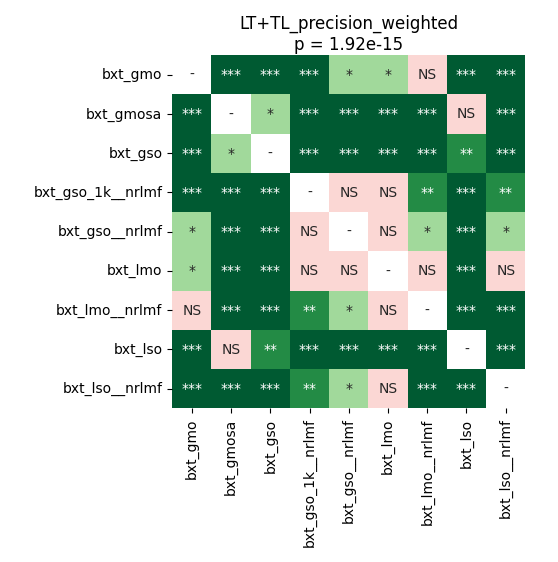 LT+TL_precision_weighted
p = 1.92e-15
bxt_gmo - *** *** *** * * NS *** ***
bxt_gmosa *** - * *** *** *** *** NS ***
bxt_gso *** * - *** *** *** *** ** ***
bxt_gso_1k__nrlmf *** *** *** - NS NS ** *** **
bxt_gso__nrlmf * *** *** NS - NS * *** *
bxt_lmo * *** *** NS NS - NS *** NS
bxt_lmo__nrlmf NS *** *** ** * NS - *** ***
bxt_lso *** NS ** *** *** *** *** - ***
bxt_lso__nrlmf *** *** *** ** * NS *** *** -
bxt_gmo
bxt_gmosa
bxt_gso
bxt_gso_1k__nrlmf
bxt_gso__nrlmf
bxt_lmo
bxt_lmo__nrlmf
bxt_lso
bxt_lso__nrlmf